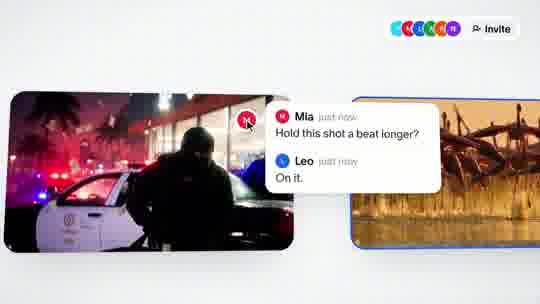 Invite
M
M Mia just now
Hold this shot a beat longer?
L Leo just now
On it.